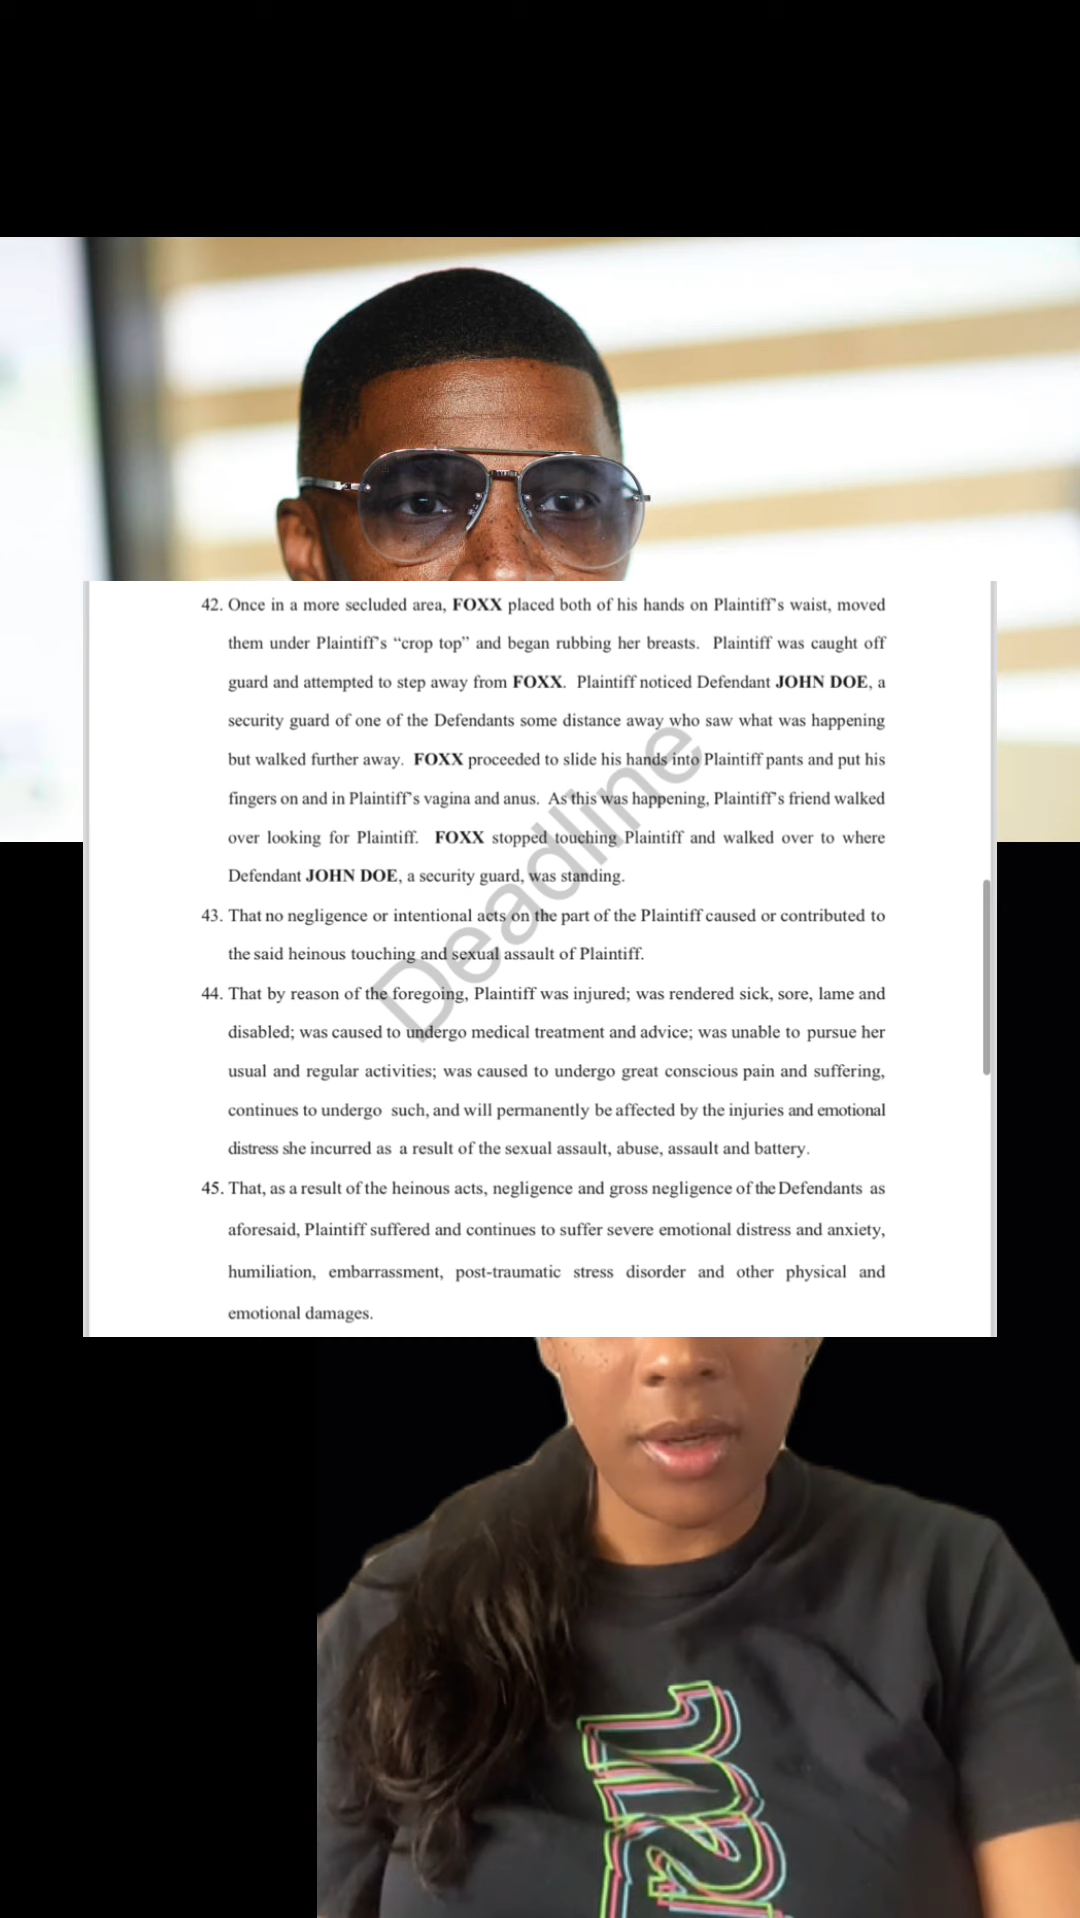 42. Once in a more secluded area, FOXX placed both of his hands on Plaintiff's waist, moved
them under Plaintiff's “crop top” and began rubbing her breasts. Plaintiff was caught off
guard and attempted to step away from FOXX. Plaintiff noticed Defendant JOHN DOE, a
security guard of one of the Defendants some distance away who saw what was happening
but walked further away. FOXX proceeded to slide his hands into Plaintiff pants and put his
fingers on and in Plaintiff's vagina and anus. As this was happening, Plaintiff's friend walked
over looking for Plaintiff. FOXX stopped touching Plaintiff and walked over to where
Defendant JOHN DOE, a security guard, was standing.
43. That no negligence or intentional acts on the part of the Plaintiff caused or contributed to
the said heinous touching and sexual assault of Plaintiff.
44. That by reason of the foregoing, Plaintiff was injured; was rendered sick, sore, lame and
disabled; was caused to undergo medical treatment and advice; was unable to pursue her
usual and regular activities; was caused to undergo great conscious pain and suffering,
continues to undergo such, and will permanently be affected by the injuries and emotional
distress she incurred as a result of the sexual assault, abuse, assault and battery.
45. That, as a result of the heinous acts, negligence and gross negligence of the Defendants as
aforesaid, Plaintiff suffered and continues to suffer severe emotional distress and anxiety,
humiliation, embarrassment, post-traumatic stress disorder and other physical and
emotional damages.
Deadline